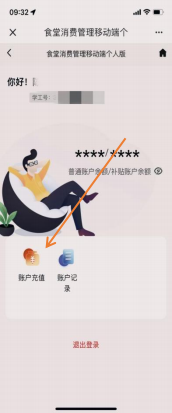 09:32
食堂消费管理移动端个
食堂消费管理移动端个人版
你好！
学工号：
****/****
普通账户余额/补贴账户余额
账户充值
账户记
录
退出登录